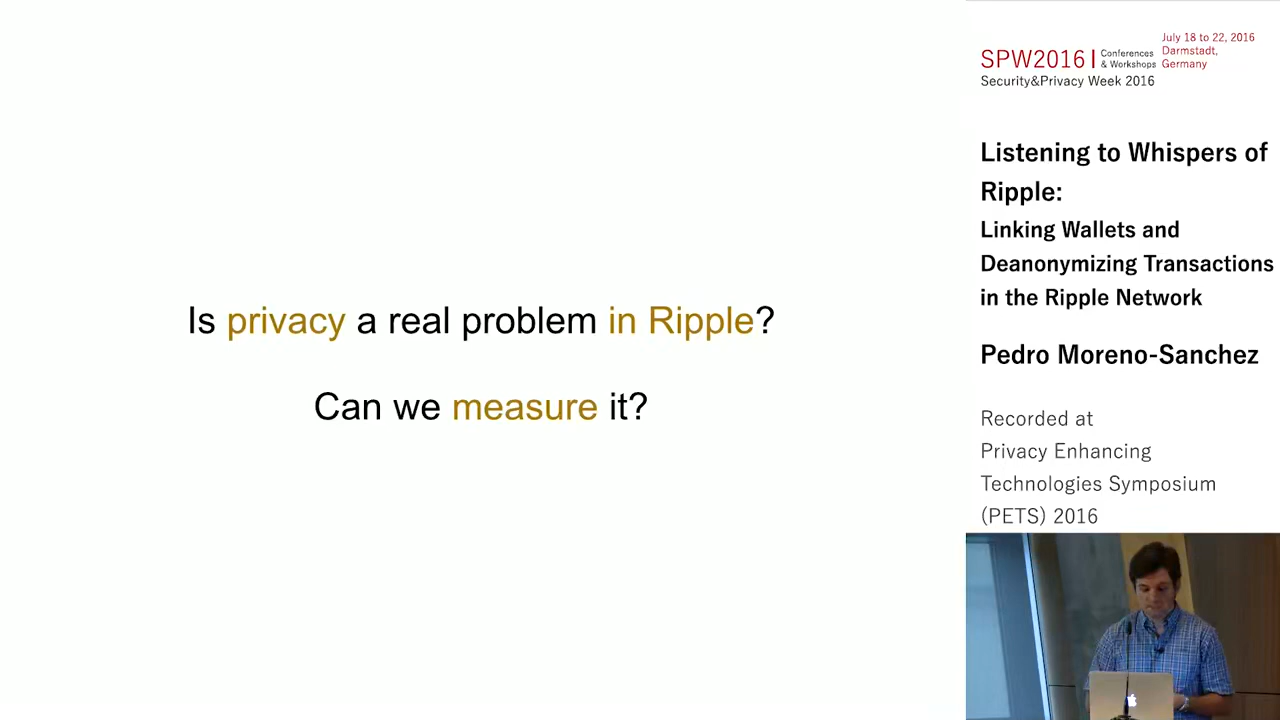 Is privacy a real problem in Ripple?
Can we measure it?
SPW2016 | Conferences & Workshops
July 18 to 22, 2016
Darmstadt,
Germany
Security&Privacy Week 2016
Listening to Whispers of
Ripple:
Linking Wallets and
Deanonymizing Transactions
in the Ripple Network
Pedro Moreno-Sanchez
Recorded at
Privacy Enhancing
Technologies Symposium
(PETS) 2016